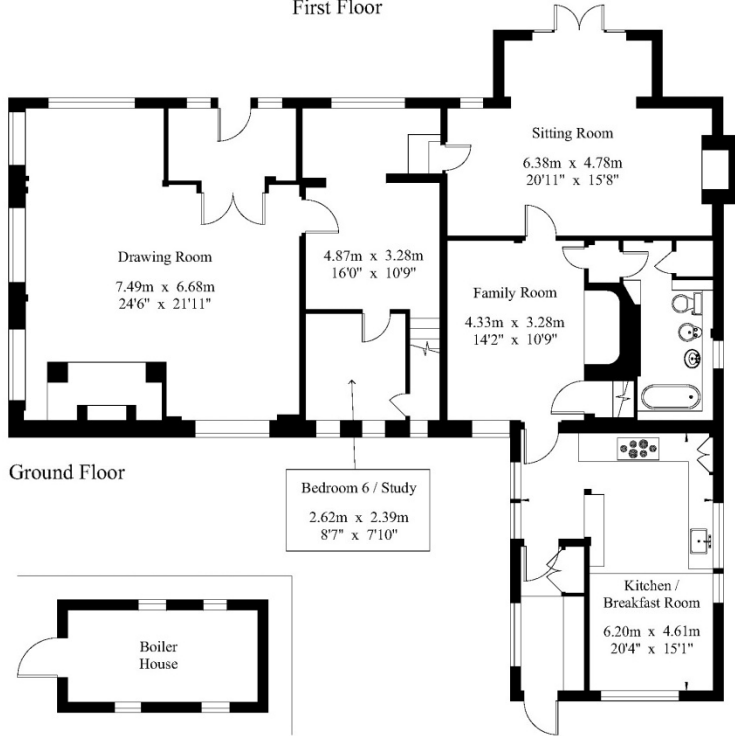 First Floor
Sitting Room
6.38m x 4.78m
20'11" x 15'8"
Drawing Room
7.49m x 6.68m
24'6" x 21'11"
4.87m x 3.28m
16'0" x 10'9"
Family Room
4.33m x 3.28m
14'2" x 10'9"
Ground Floor
Bedroom 6 / Study
2.62m x 2.39m
8'7" x 7'10"
Kitchen /
Breakfast Room
6.20m x 4.61m
20'4" x 15'1"
Boiler
House